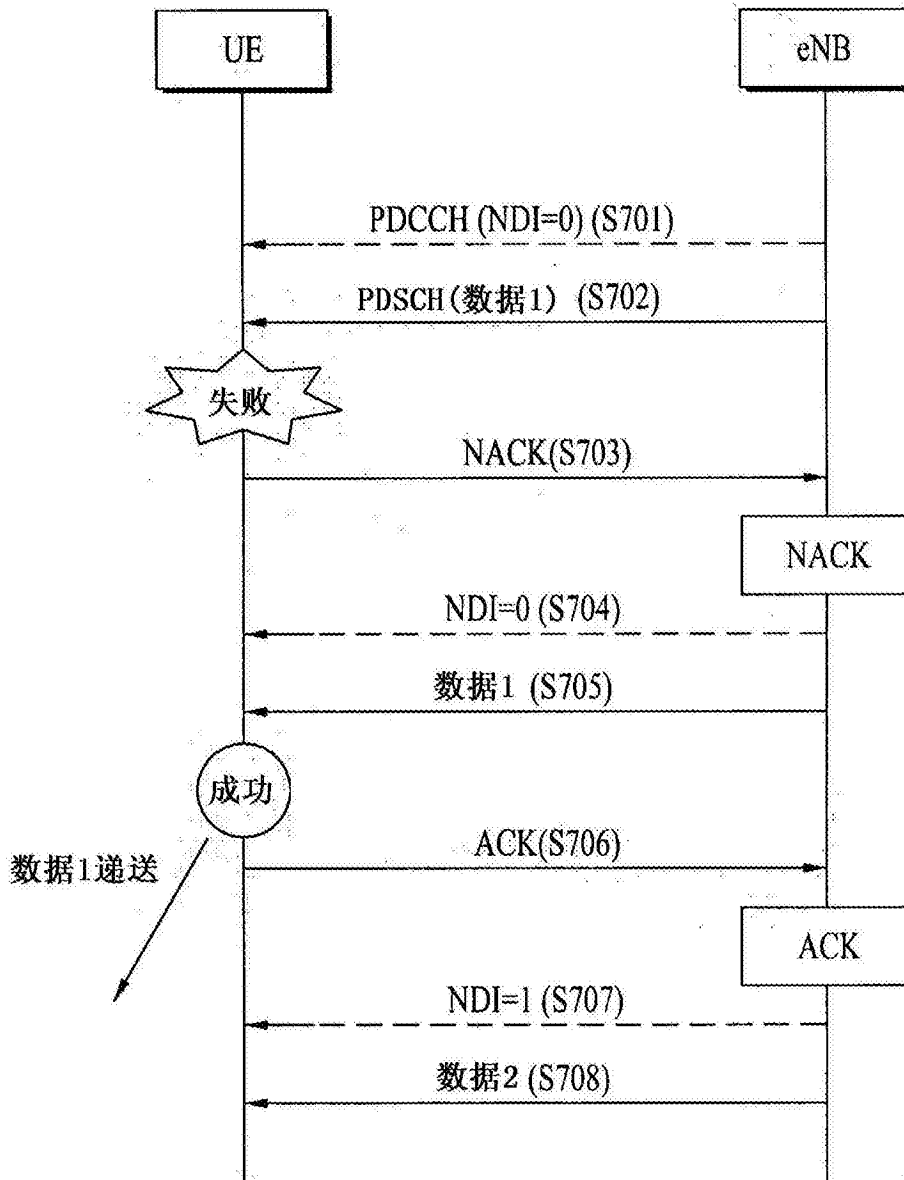 UE
eNB
PDCCH (NDI=0) (S701)
PDSCH(数据1) (S702)
失败
NACK(S703)
NACK
NDI=0 (S704)
数据1 (S705)
成功
数据1递送
ACK(S706)
ACK
NDI=1 (S707)
数据2 (S708)